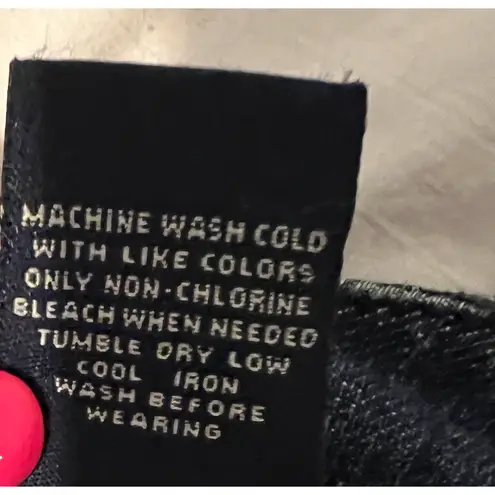 MACHINE WASH COLD
WITH LIKE COLORS
ONLY NON-CHLORINE
BLEACH WHEN NEEDED
TUMBLE DRY LOW
COOL IRON
WASH BEFORE
WEARING